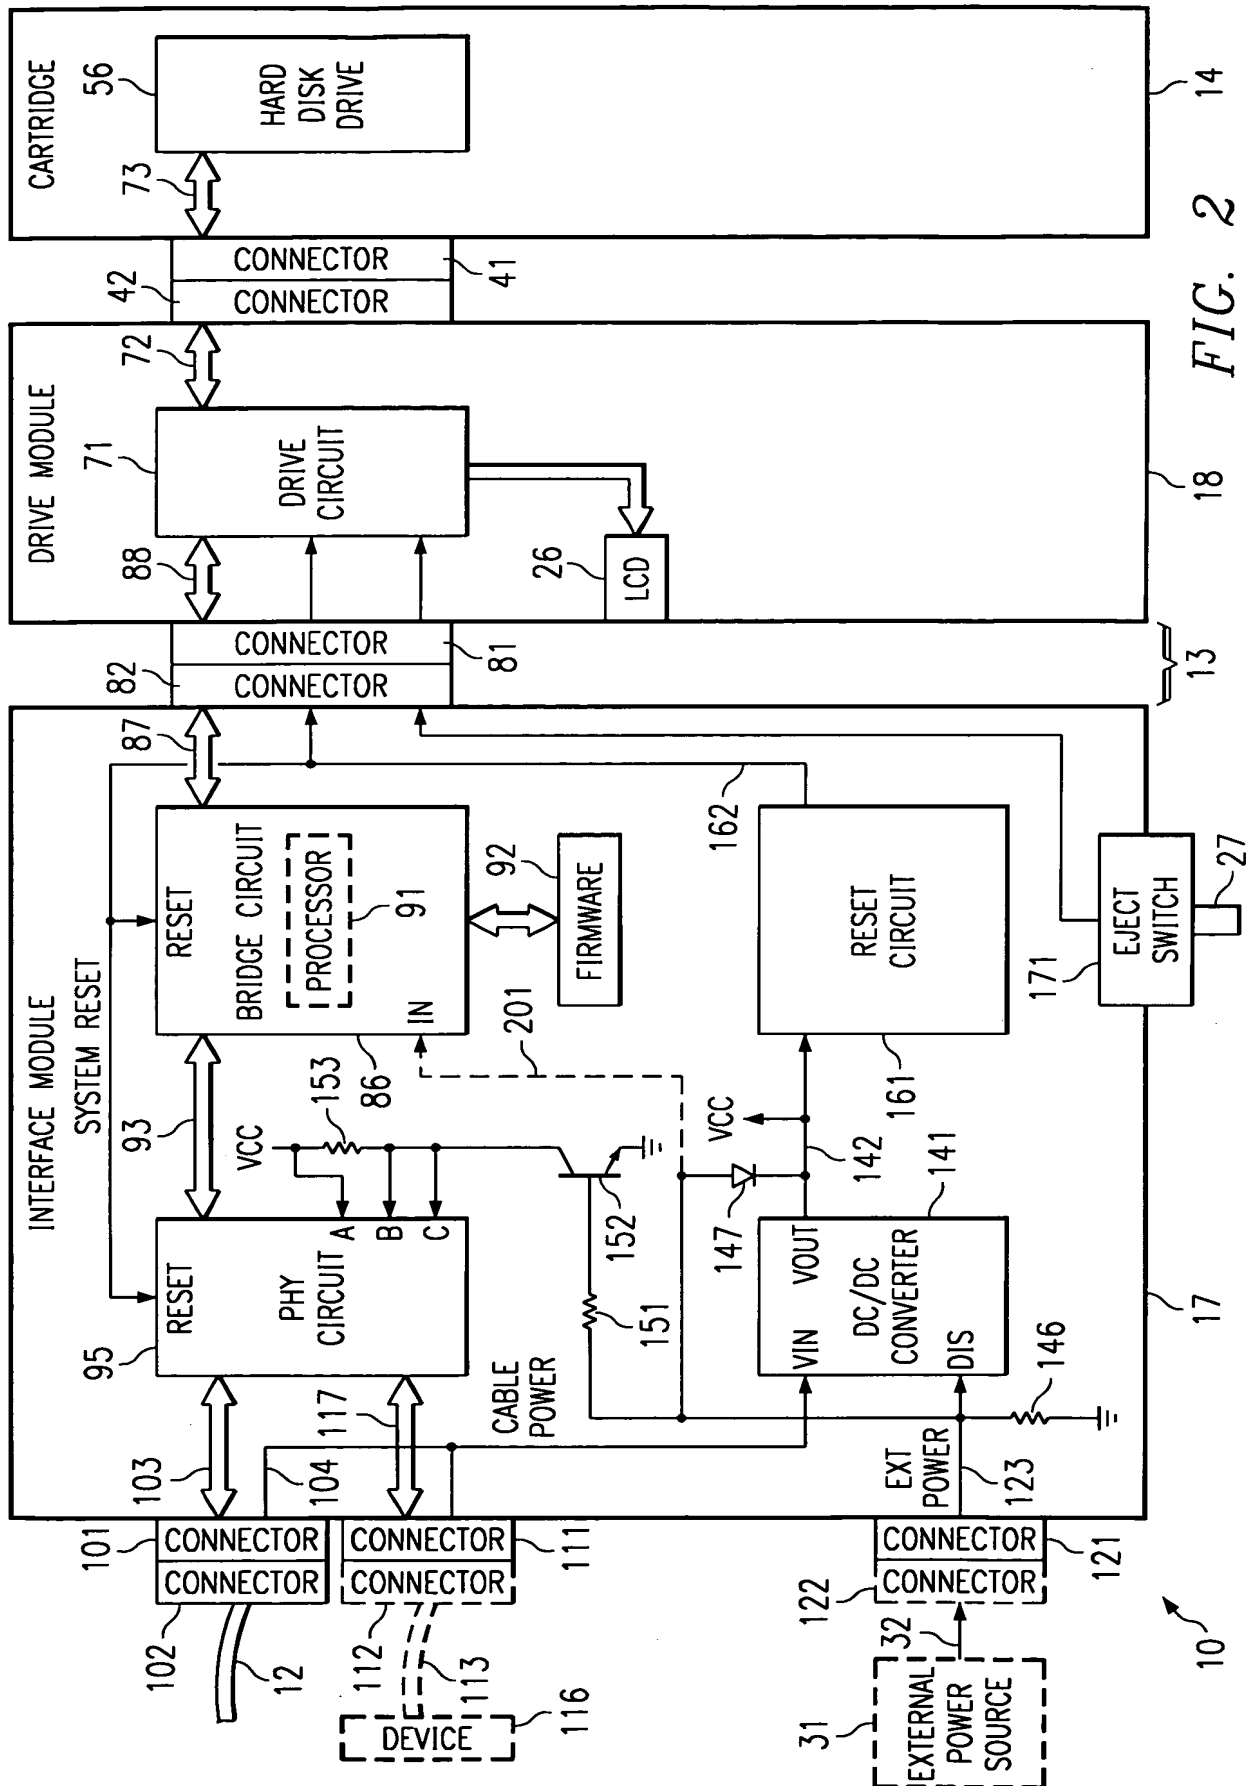 INTERFACE MODULE
SYSTEM RESET
DRIVE MODULE
CARTRIDGE
101
102
12
CONNECTOR
CONNECTOR
103
104
95
RESET
PHY
CIRCUIT
A
B
C
93
VCC
153
RESET
BRIDGE CIRCUIT
PROCESSOR
91
IN
86
87
82
CONNECTOR
CONNECTOR
81
88
71
DRIVE
CIRCUIT
72
42
CONNECTOR
CONNECTOR
41
73
56
HARD
DISK
DRIVE
117
111
CONNECTOR
CONNECTOR
112
113
DEVICE
116
CABLE
POWER
151
152
201
92
FIRMWARE
26
LCD
147
VCC
142
VIN
VOUT
DC/DC
CONVERTER
DIS
141
146
162
RESET
CIRCUIT
161
EXT
POWER
123
CONNECTOR
CONNECTOR
121
122
32
31
EXTERNAL
POWER
SOURCE
171
EJECT
SWITCH
27
17
13
18
14
10
FIG. 2